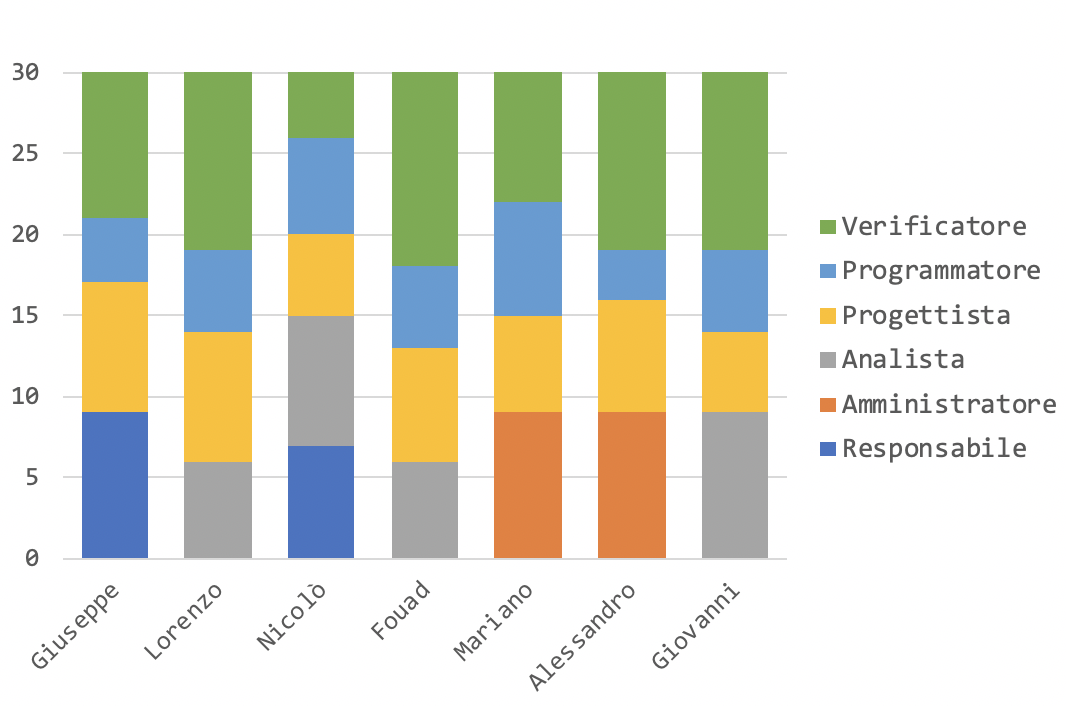 30
25
20
15
10
5
0
Giuseppe
Lorenzo
Nicolò
Fouad
Mariano
Alessandro
Giovanni
Verificatore
Programmatore
Progettista
Analista
Amministratore
Responsabile